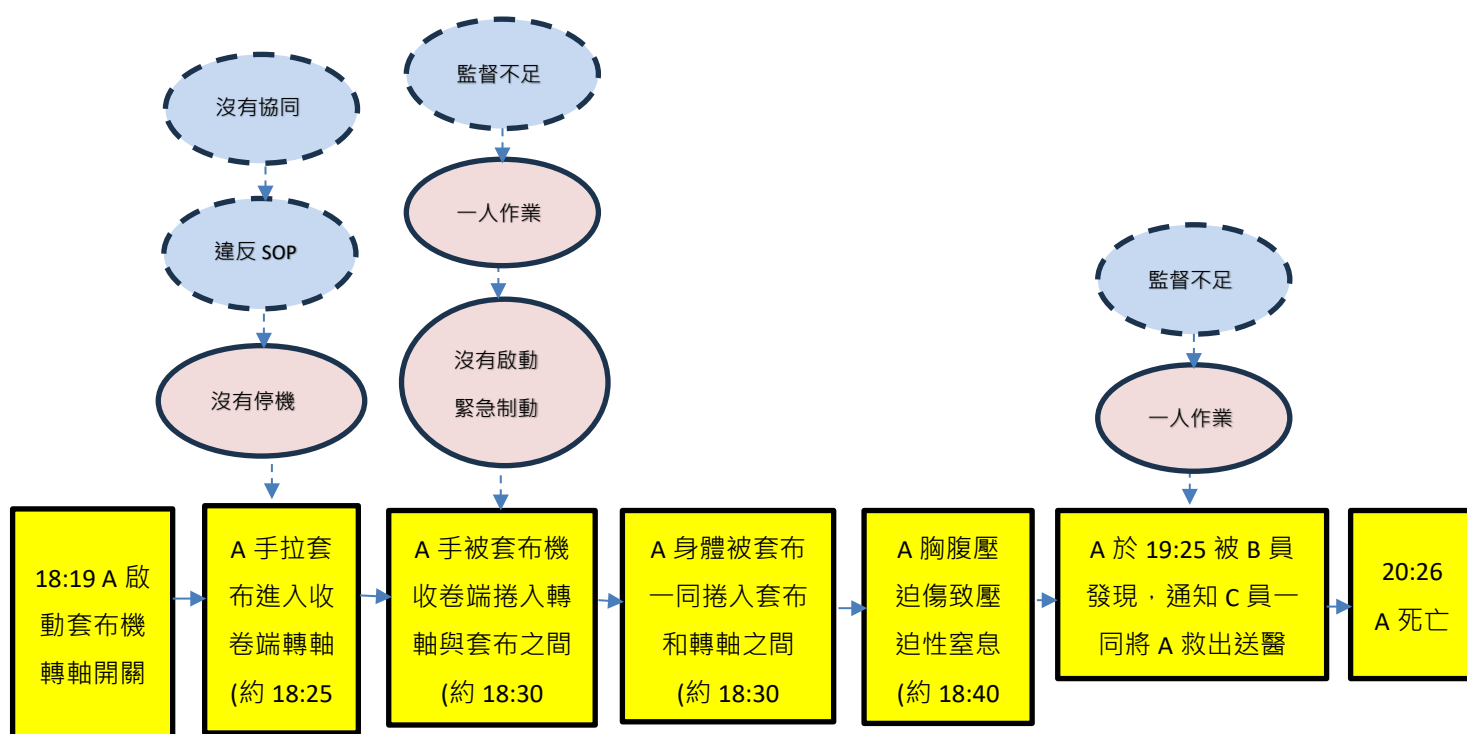 監督不足
沒有協同
一人作業
違反 SOP
監督不足
沒有啟動
緊急制動
沒有停機
一人作業
18:19 A 啟
動套布機
轉軸開關
A 手拉套
布進入收
卷端轉軸
(約 18:25
A 手被套布機
收卷端捲入轉
軸與套布之間
(約 18:30
A 身體被套布
一同捲入套布
和轉軸之間
(約 18:30
A 胸腹壓
迫傷致壓
迫性窒息
(約 18:40
A 於 19:25 被 B 員
發現，通知 C 員一
同將 A 救出送醫
20:26
A 死亡